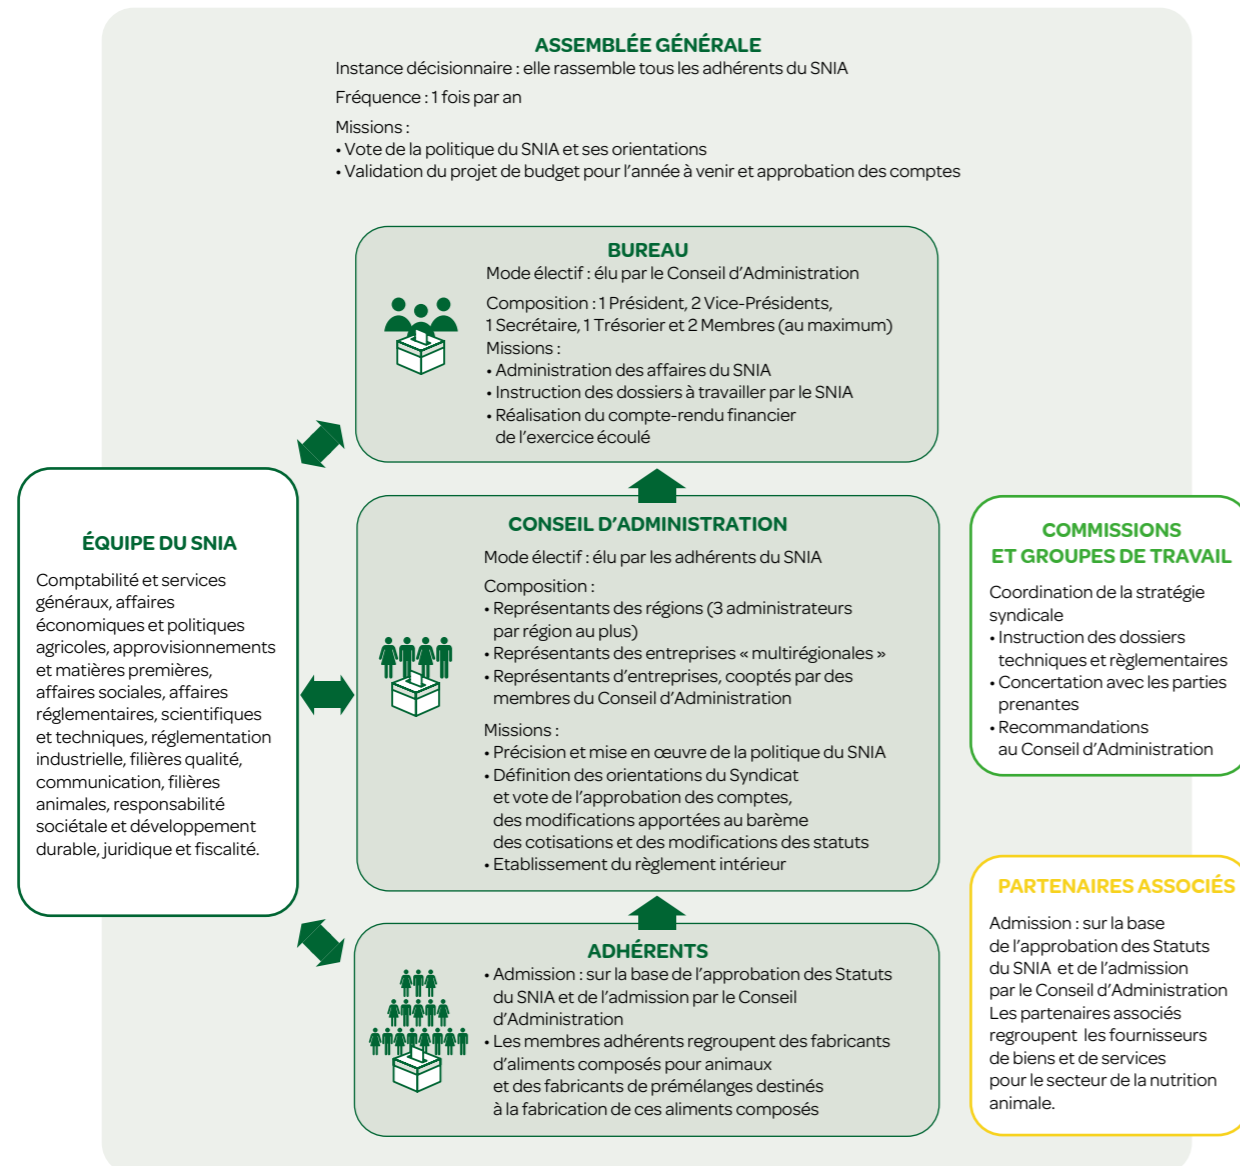 ASSEMBLÉE GÉNÉRALE
Instance décisionnaire : elle rassemble tous les adhérents du SNIA
Fréquence : 1 fois par an
Missions :
• Vote de la politique du SNIA et ses orientations
• Validation du projet de budget pour l'année à venir et approbation des comptes
BUREAU
Mode électif : élu par le Conseil d'Administration
Composition : 1 Président, 2 Vice-Présidents,
1 Secrétaire, 1 Trésorier et 2 Membres (au maximum)
Missions :
• Administration des affaires du SNIA
• Instruction des dossiers à travailler par le SNIA
• Réalisation du compte-rendu financier
de l'exercice écoulé
ÉQUIPE DU SNIA
Comptabilité et services
généraux, affaires
économiques et politiques
agricoles, approvisionnements
et matières premières,
affaires sociales, affaires
réglementaires, scientifiques
et techniques, réglementation
industrielle, filières qualité,
communication, filières
animales, responsabilité
sociétale et développement
durable, juridique et fiscalité.
CONSEIL D'ADMINISTRATION
Mode électif : élu par les adhérents du SNIA
Composition :
• Représentants des régions (3 administrateurs
par région au plus)
• Représentants des entreprises « multirégionales »
• Représentants d'entreprises, cooptés par des
membres du Conseil d'Administration
Missions :
• Précision et mise en œuvre de la politique du SNIA
• Définition des orientations du Syndicat
et vote de l'approbation des comptes,
des modifications apportées au barème
des cotisations et des modifications des statuts
• Etablissement du règlement intérieur
COMMISSIONS
ET GROUPES DE TRAVAIL
Coordination de la stratégie
syndicale
• Instruction des dossiers
techniques et règlementaires
• Concertation avec les parties
prenantes
• Recommandations
au Conseil d'Administration
ADHÉRENTS
• Admission : sur la base de l'approbation des Statuts
du SNIA et de l'admission par le Conseil
d'Administration
• Les membres adhérents regroupent des fabricants
d'aliments composés pour animaux
et des fabricants de prémélanges destinés
à la fabrication de ces aliments composés
PARTENAIRES ASSOCIÉS
Admission : sur la base
de l'approbation des Statuts
du SNIA et de l'admission
par le Conseil d'Administration
Les partenaires associés
regroupent les fournisseurs
de biens et de services
pour le secteur de la nutrition
animale.